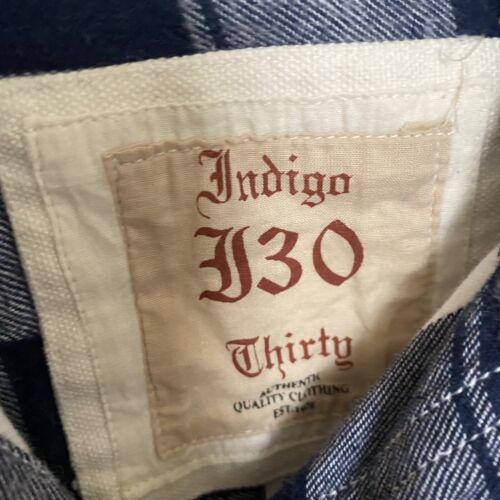 Indigo
I30
Thirty
AUTHENTIC
QUALITY CLOTHING
EST.